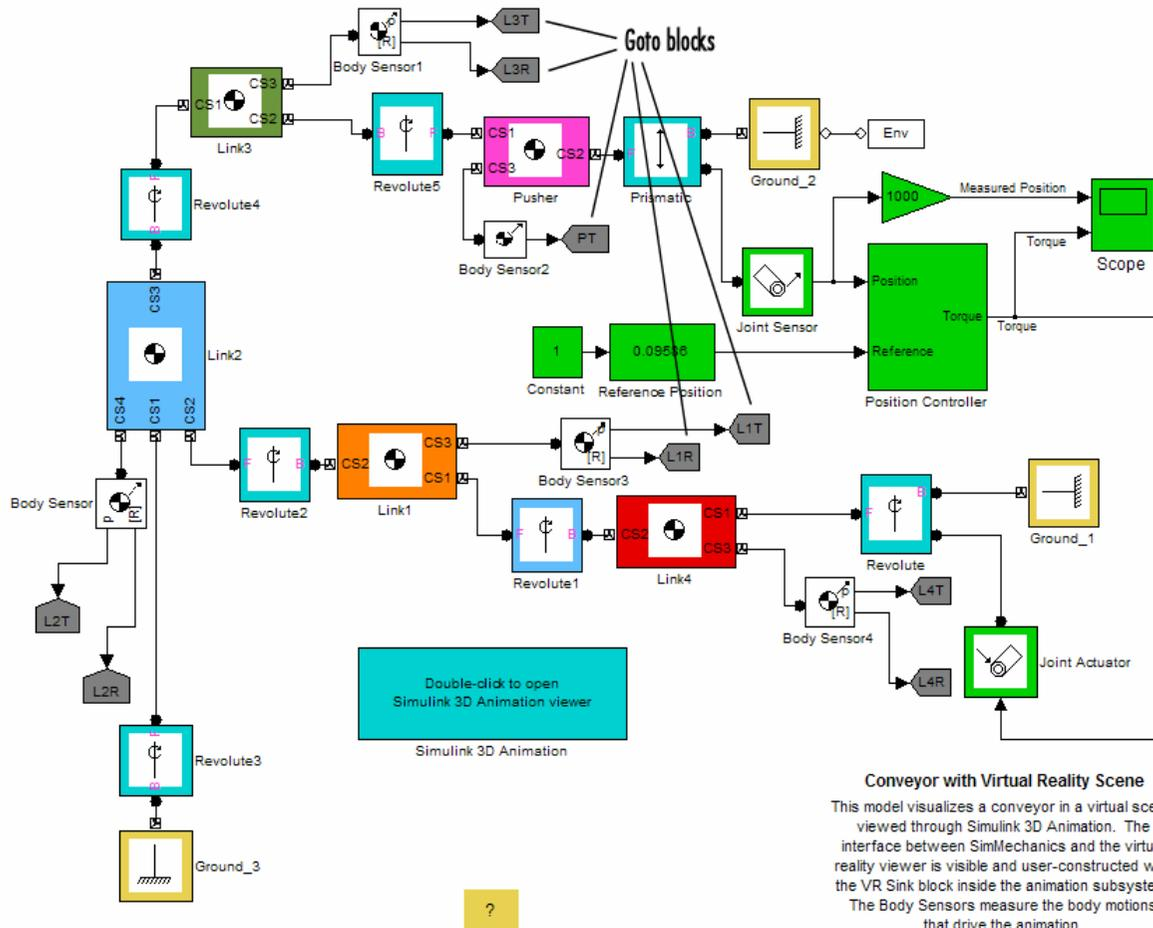 L3T
p
[R]
Goto blocks
Body Sensor1
L3R
CS3
CS1
CS2
Link3
B
F
Revolute5
CS1
CS2
CS3
Pusher
B
F
Prismatic
Ground_2
Env
F
B
Revolute4
1000
Measured Position
Torque
Scope
PT
Body Sensor2
CS3
Link2
CS4
CS1
CS2
Joint Sensor
Position
Torque
Torque
Reference
Position Controller
1
Constant
0.09586
Reference Position
F
B
Revolute2
CS2
CS3
CS1
Link1
p
[R]
Body Sensor3
L1T
L1R
Body Sensor
p
[R]
F
B
Revolute1
CS2
CS1
CS3
Link4
B
F
Revolute
Ground_1
L2T
L2R
p
[R]
Body Sensor4
L4T
L4R
Joint Actuator
Double-click to open
Simulink 3D Animation viewer
Simulink 3D Animation
F
B
Revolute3
Ground_3
?
Conveyor with Virtual Reality Scene
This model visualizes a conveyor in a virtual sce
viewed through Simulink 3D Animation. The
interface between SimMechanics and the virtu
reality viewer is visible and user-constructed w
the VR Sink block inside the animation subsyste
The Body Sensors measure the body motions
that drive the animation